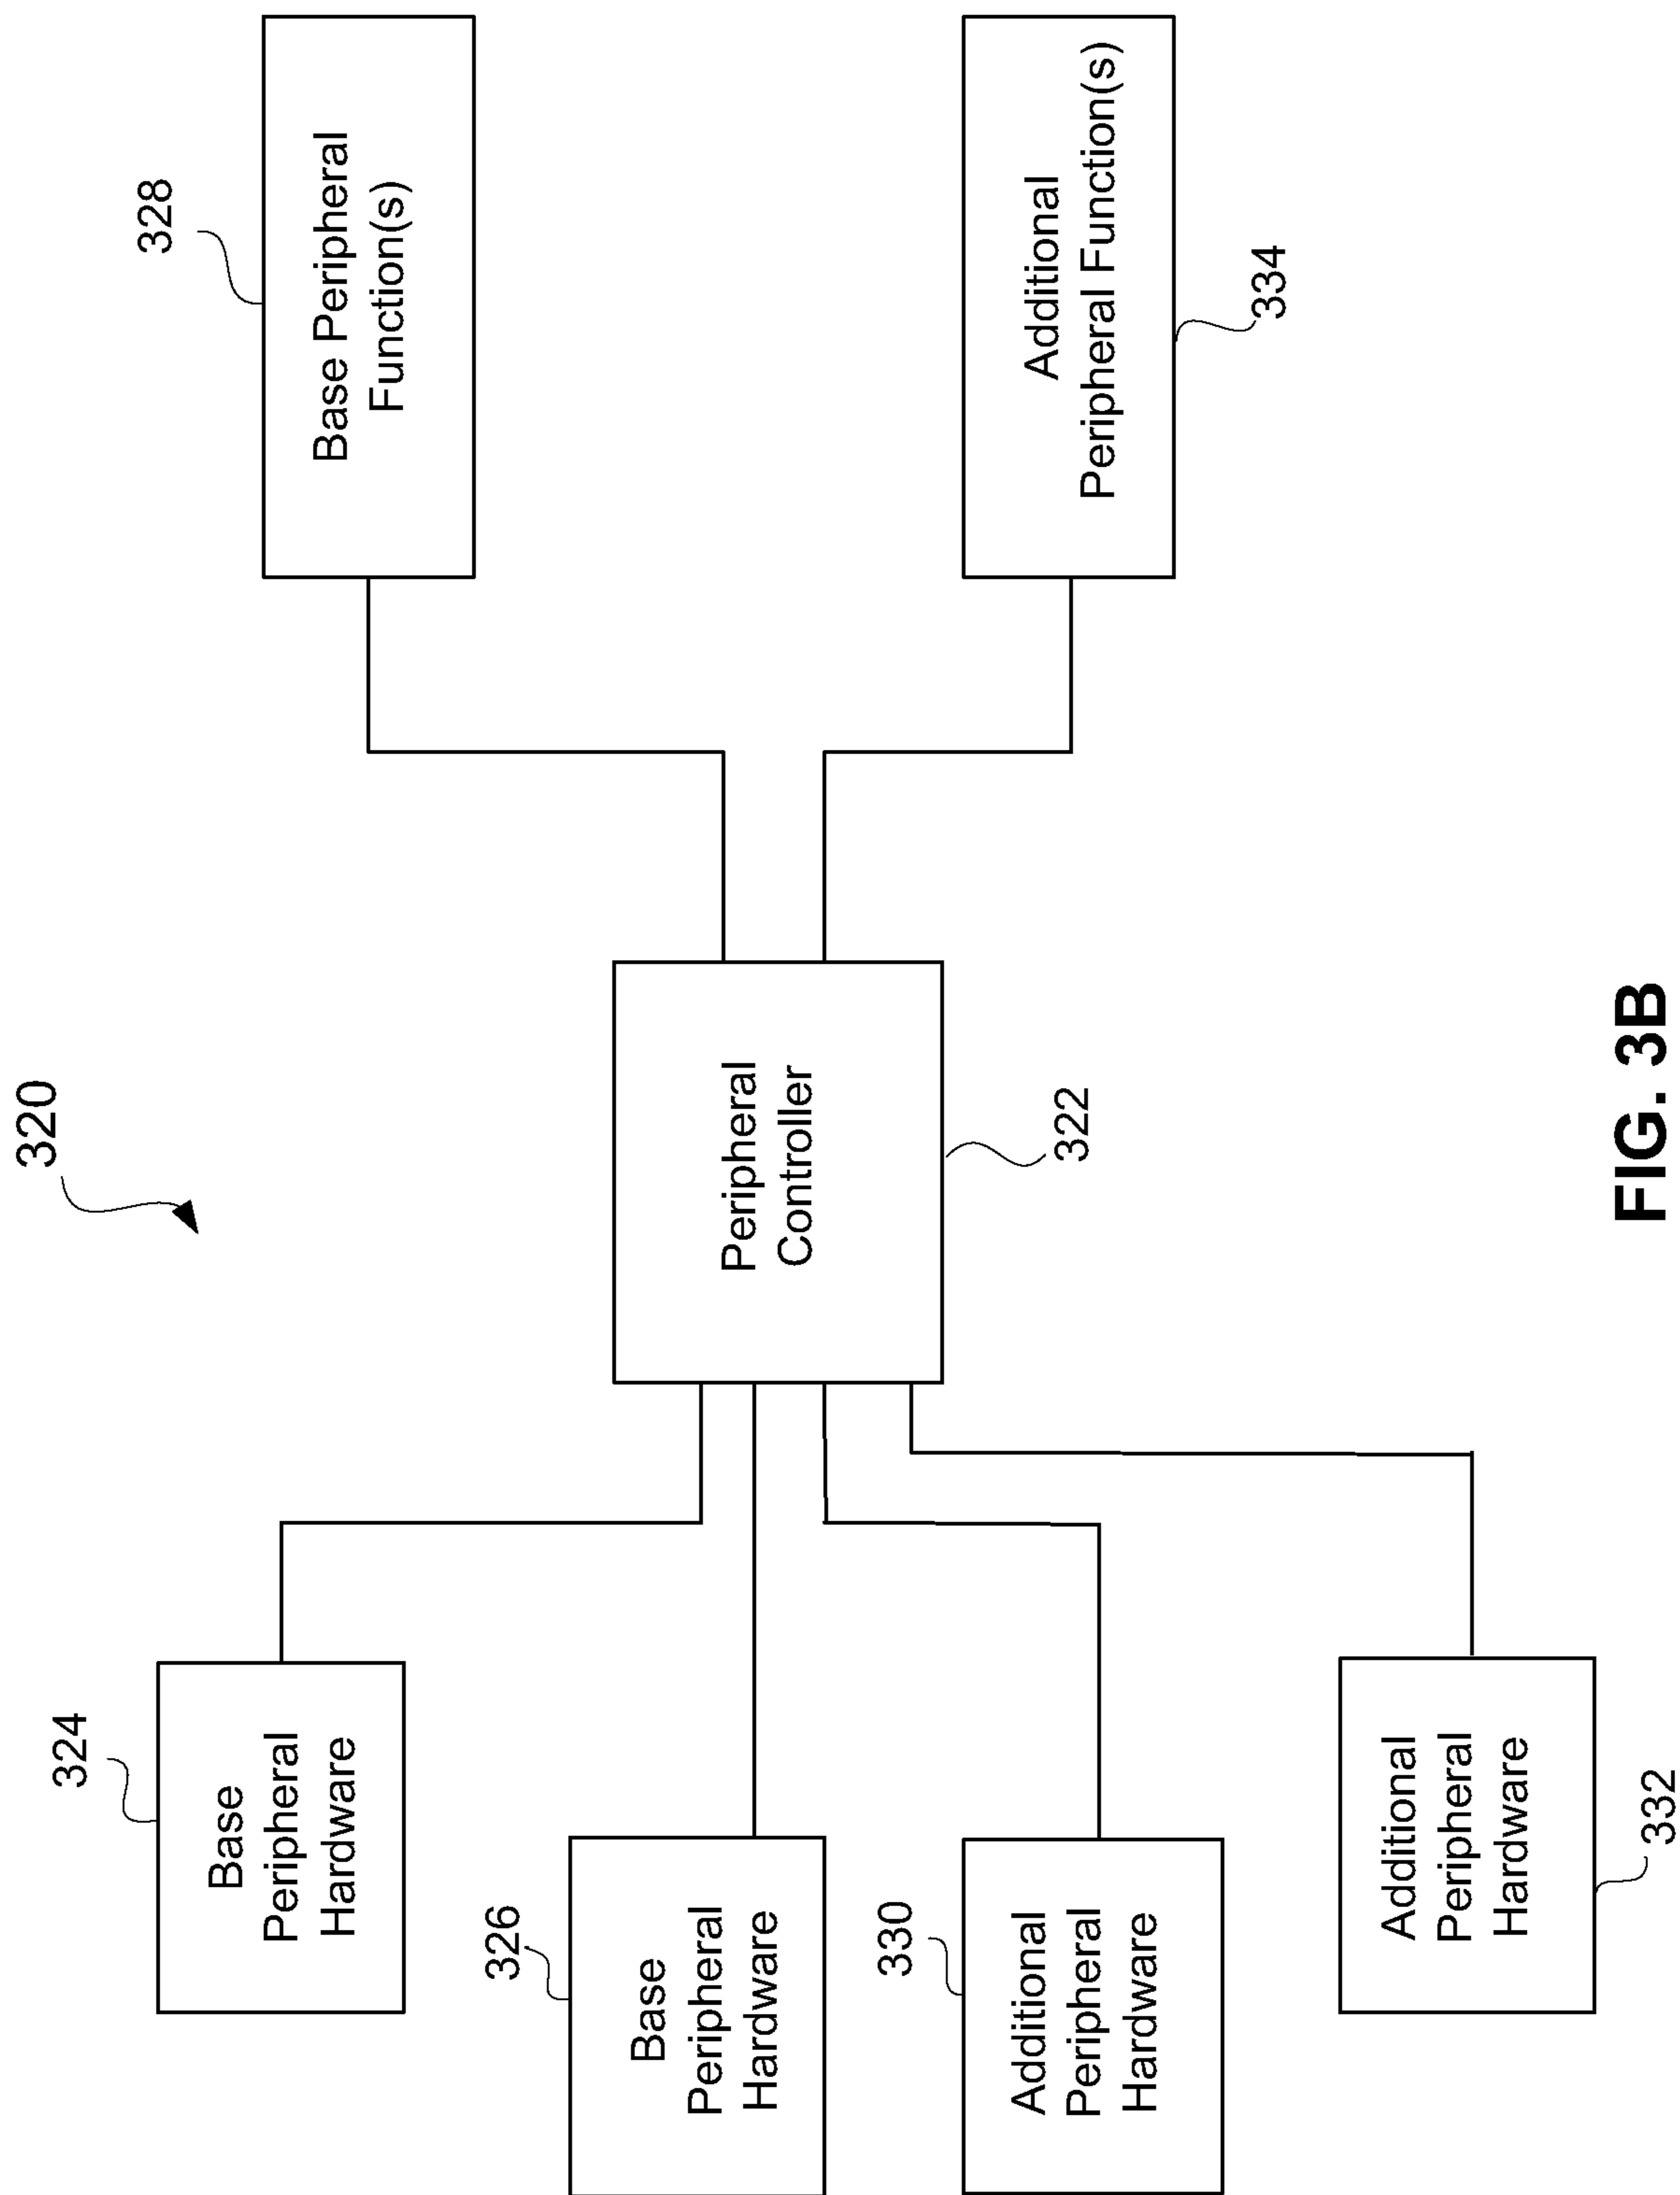 320
324
Base
Peripheral
Hardware
326
Base
Peripheral
Hardware
330
Additional
Peripheral
Hardware
Additional
Peripheral
Hardware
332
Peripheral
Controller
322
328
Base Peripheral
Function(s)
Additional
Peripheral Function(s)
334
FIG. 3B